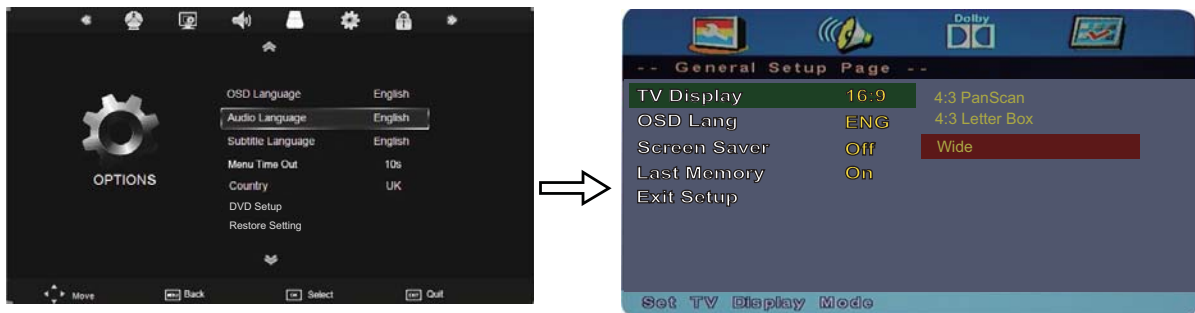 OSD Language English
Audio Language English
Subtitle Language English
Menu Time Out 10s
Country UK
DVD Setup
Restore Setting
OPTIONS
Move Back Select Quit
Dolby
-- General Setup Page --
TV Display 16:9
OSD Lang ENG
Screen Saver Off
Last Memory On
Exit Setup
4:3 PanScan
4:3 Letter Box
Wide
Set TV Display Mode